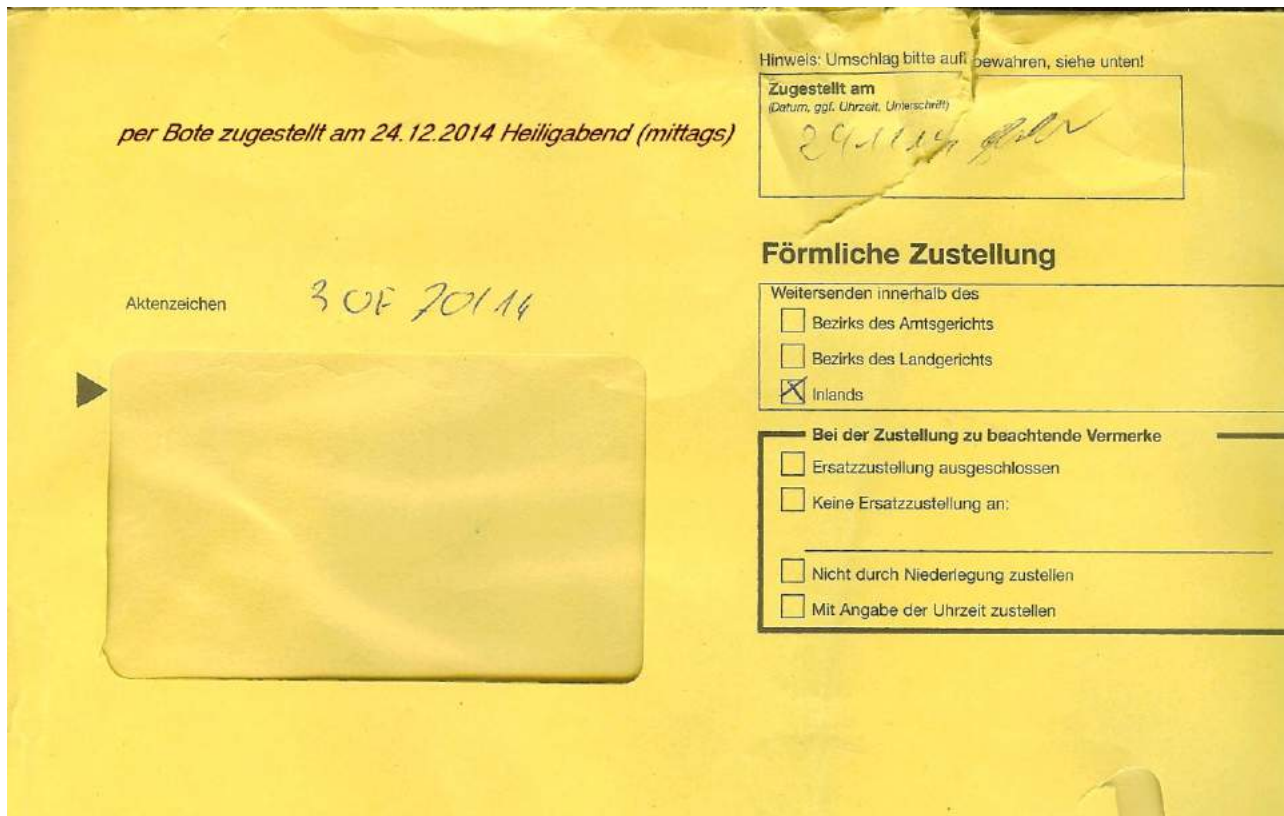 Hinweis: Umschlag bitte aufbewahren, siehe unten!
Zugestellt am
(Datum, ggf. Uhrzeit, Unterschrift)
per Bote zugestellt am 24.12.2014 Heiligabend (mittags)
Förmliche Zustellung
Aktenzeichen 3 OF 70/14
Weitersenden innerhalb des
Bezirks des Amtsgerichts
Bezirks des Landgerichts
Inlands
Bei der Zustellung zu beachtende Vermerke
Ersatzzustellung ausgeschlossen
Keine Ersatzzustellung an:
Nicht durch Niederlegung zustellen
Mit Angabe der Uhrzeit zustellen